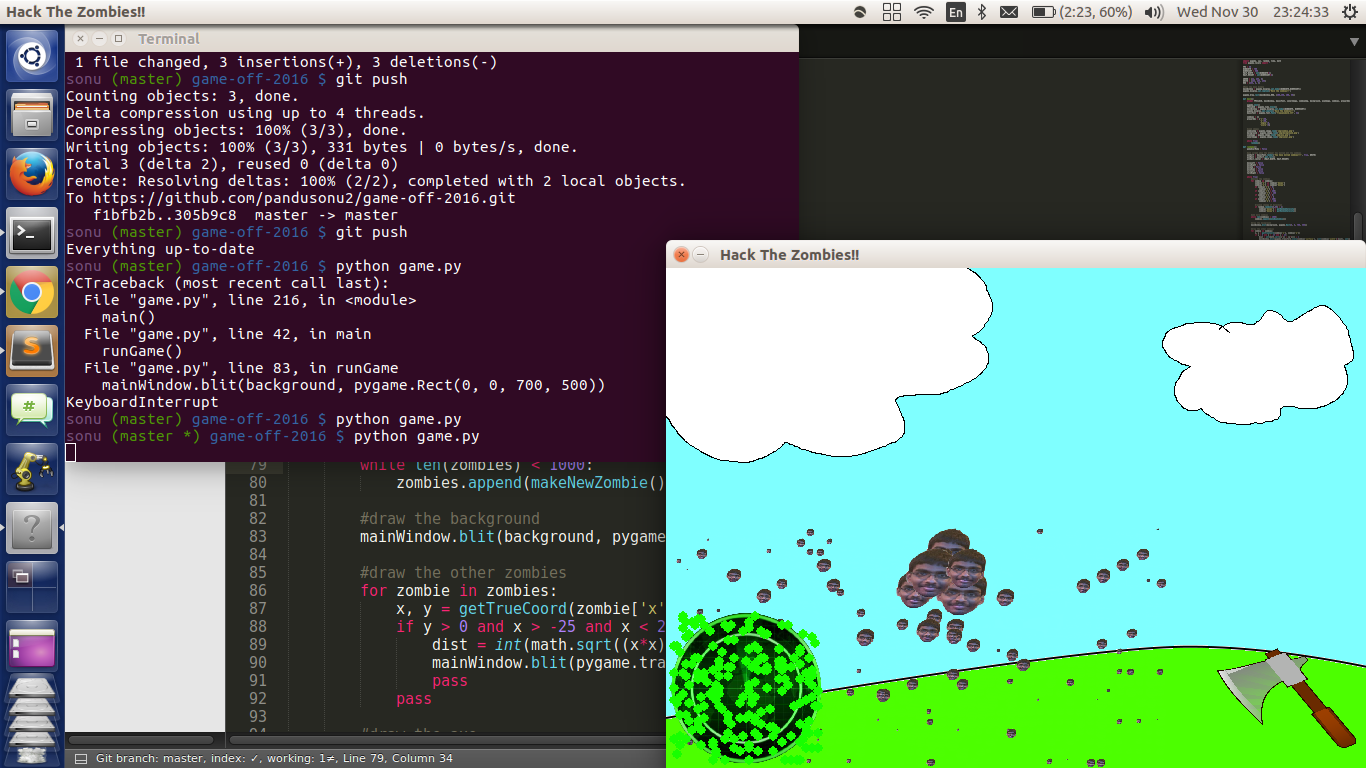 Hack The Zombies!!
En
(2:23, 60%)
Wed Nov 30
23:24:33
Terminal
1 file changed, 3 insertions(+), 3 deletions(-)
sonu (master) game-off-2016 $ git push
Counting objects: 3, done.
Delta compression using up to 4 threads.
Compressing objects: 100% (3/3), done.
Writing objects: 100% (3/3), 331 bytes | 0 bytes/s, done.
Total 3 (delta 2), reused 0 (delta 0)
remote: Resolving deltas: 100% (2/2), completed with 2 local objects.
To https://github.com/pandusonu2/game-off-2016.git
f1bfb2b..305b9c8  master -> master
sonu (master) game-off-2016 $ git push
Everything up-to-date
sonu (master) game-off-2016 $ python game.py
^CTraceback (most recent call last):
File "game.py", line 216, in <module>
main()
File "game.py", line 42, in main
runGame()
File "game.py", line 83, in runGame
mainWindow.blit(background, pygame.Rect(0, 0, 700, 500))
KeyboardInterrupt
sonu (master) game-off-2016 $ python game.py
sonu (master *) game-off-2016 $ python game.py
Hack The Zombies!!
79 while len(zombies) < 1000:
80 zombies.append(makeNewZombie()
81
82 #draw the background
83 mainWindow.blit(background, pygame
84
85 #draw the other zombies
86 for zombie in zombies:
87 x, y = getTrueCoord(zombie['x'
88 if y > 0 and x > -25 and x < 2
89 dist = int(math.sqrt((x*x)
90 mainWindow.blit(pygame.tra
91 pass
92 pass
93
Git branch: master, index: ✓, working: 1≠, Line 79, Column 34